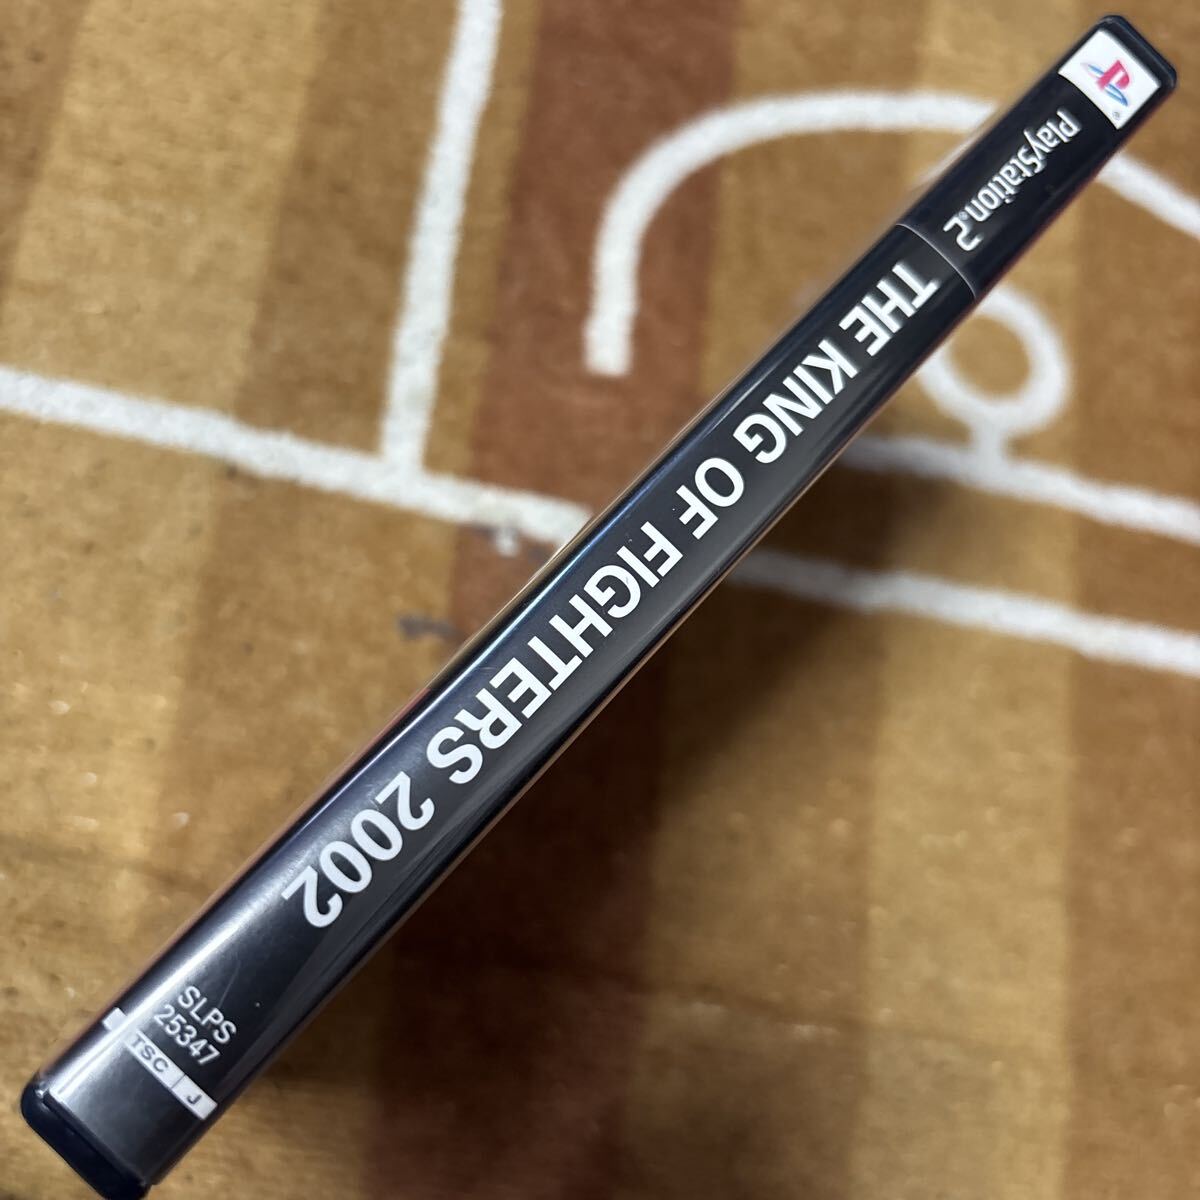 PlayStation®2
THE KING OF FIGHTERS 2002
SLPS
25347
TSC J